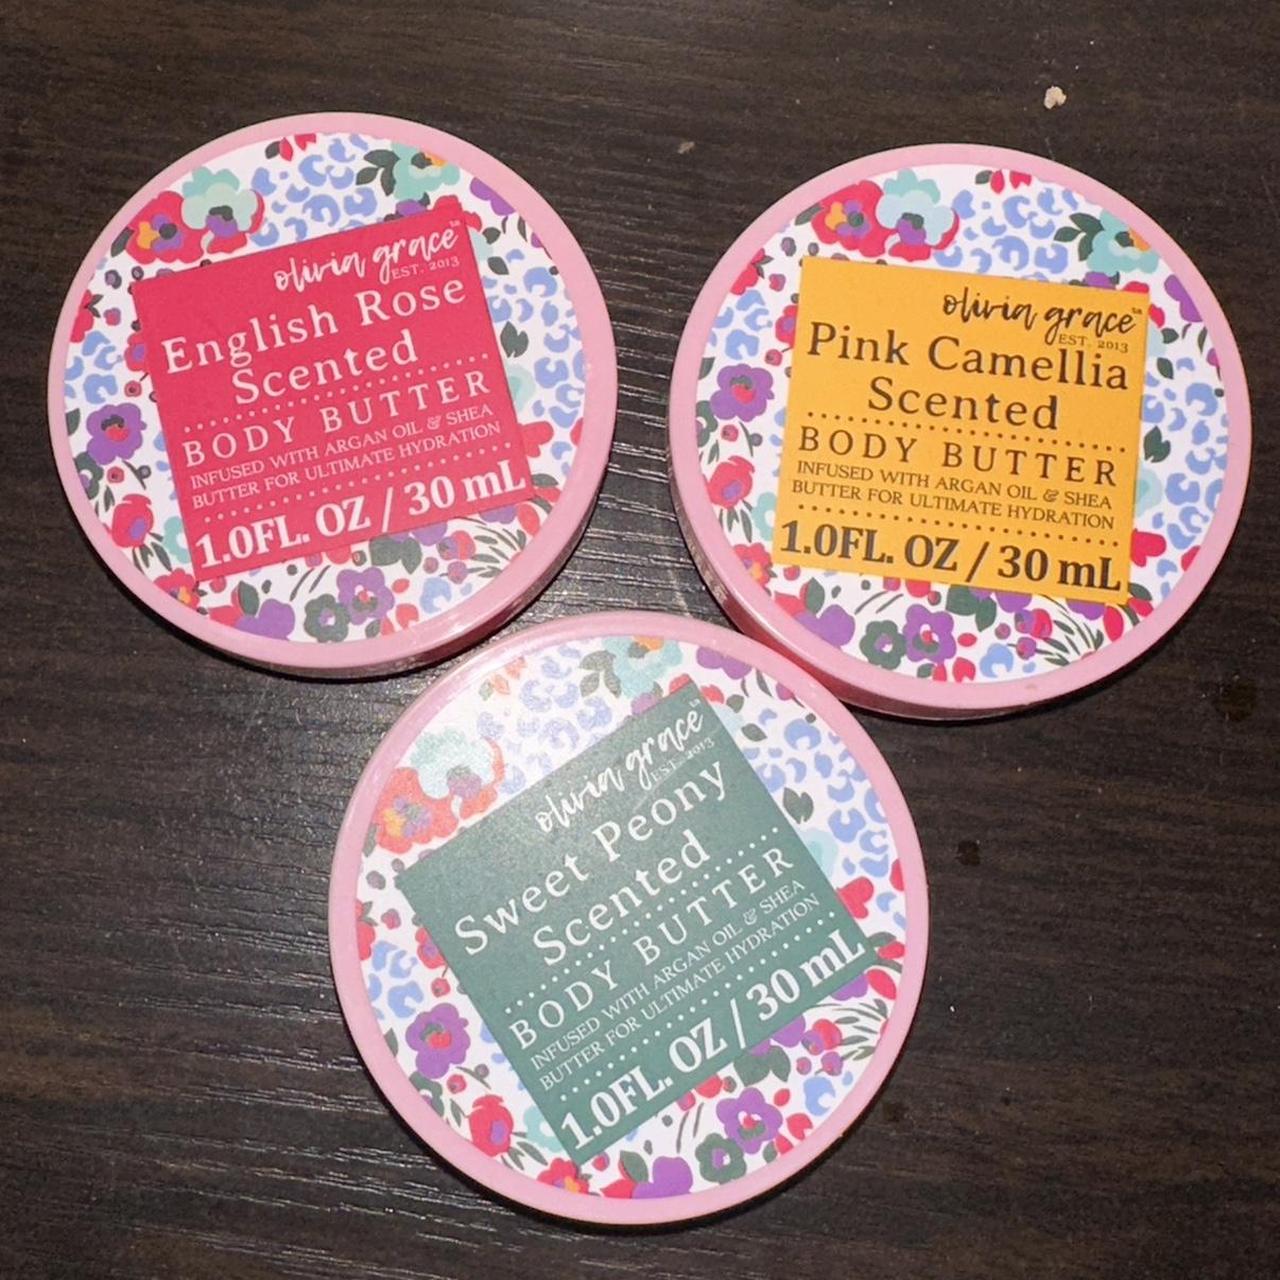 olivia grace™
EST. 2013
English Rose
Scented
BODY BUTTER
INFUSED WITH ARGAN OIL & SHEA
BUTTER FOR ULTIMATE HYDRATION
1.0FL. OZ / 30 mL
olivia grace
EST. 2013
Pink Camellia
Scented
BODY BUTTER
INFUSED WITH ARGAN OIL & SHEA
BUTTER FOR ULTIMATE HYDRATION
1.0FL. OZ / 30 mL
olivia grace
EST. 2013
Sweet Peony
Scented
BODY BUTTER
INFUSED WITH ARGAN OIL & SHEA
BUTTER FOR ULTIMATE HYDRATION
1.0FL. OZ / 30 mL